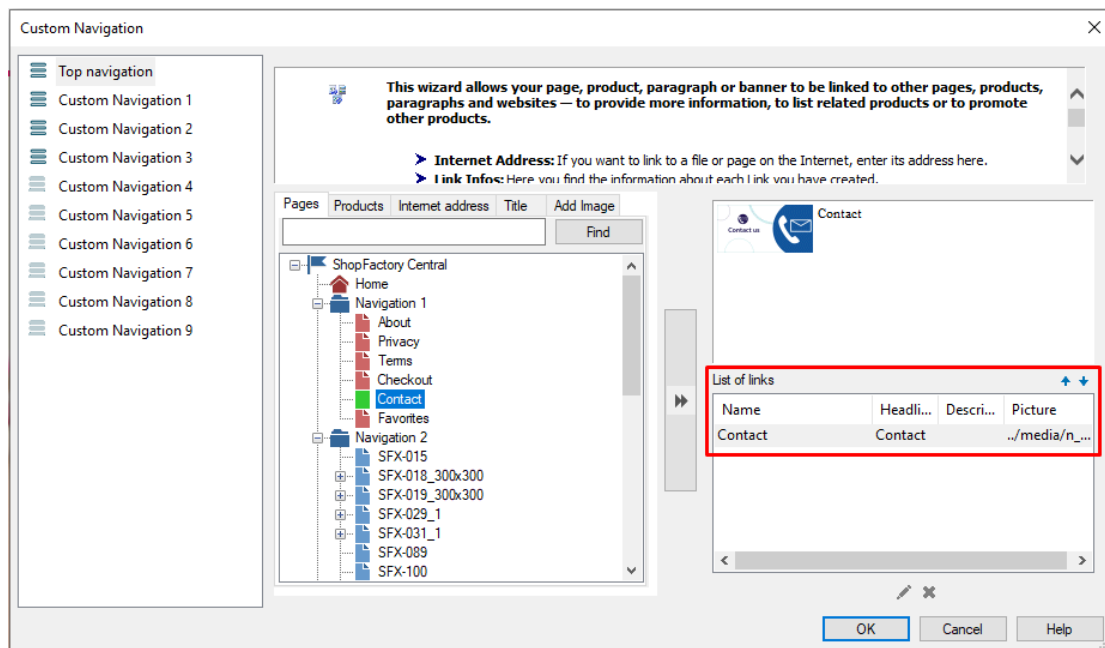 Custom Navigation
Top navigation
Custom Navigation 1
Custom Navigation 2
Custom Navigation 3
Custom Navigation 4
Custom Navigation 5
Custom Navigation 6
Custom Navigation 7
Custom Navigation 8
Custom Navigation 9
This wizard allows your page, product, paragraph or banner to be linked to other pages, products,
paragraphs and websites — to provide more information, to list related products or to promote
other products.
Internet Address: If you want to link to a file or page on the Internet, enter its address here.
Link Infos: Here you find the information about each Link you have created.
Pages Products Internet address Title Add Image
Find
ShopFactory Central
Home
Navigation 1
About
Privacy
Terms
Checkout
Contact
Favorites
Navigation 2
SFX-015
SFX-018_300x300
SFX-019_300x300
SFX-029_1
SFX-031_1
SFX-089
SFX-100
Contact us
Contact
List of links
Name Headli... Descri... Picture
Contact Contact ../media/n_...
OK Cancel Help